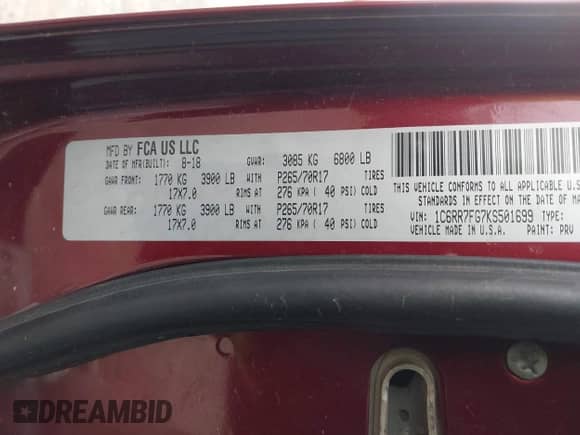 MFD BY FCA US LLC
DATE OF MFR(BUILT): 8-18 GVWR: 3085 KG 6800 LB
GAWR FRONT: 1770 KG 3900 LB WITH P265/70R17 TIRES
17X7.0 RIMS AT 276 KPA ( 40 PSI) COLD
GAWR REAR: 1770 KG 3900 LB WITH P265/70R17 TIRES
17X7.0 RIMS AT 276 KPA ( 40 PSI) COLD
THIS VEHICLE CONFORMS TO ALL
STANDARDS IN EFFECT ON THE DATE OF MA
VIN: 1C6RR7FG7KS501699 TYPE:
VEHICLE MADE IN U.S.A. PAINT: PRV
DREAMBID